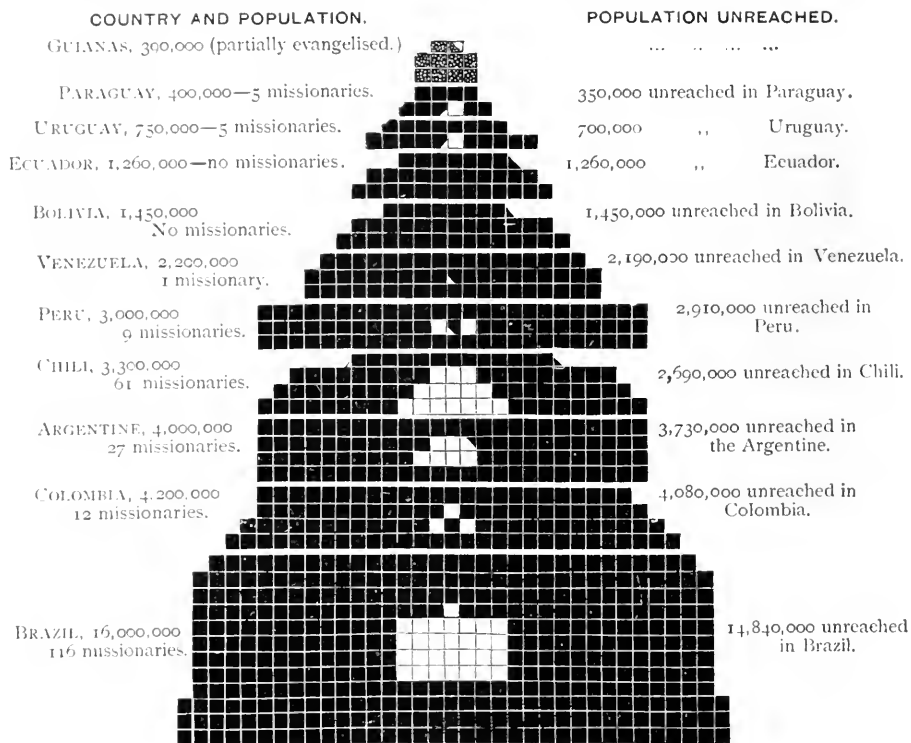 COUNTRY AND POPULATION.
POPULATION UNREACHED.
GUIANAS, 390,000 (partially evangelised.)
... .. ... ...
PARAGUAY, 400,000—5 missionaries.
350,000 unreached in Paraguay.
URUGUAY, 750,000—5 missionaries.
700,000 ,, Uruguay.
ECUADOR, 1,260,000—no missionaries.
1,260,000 ,, Ecuador.
BOLIVIA, 1,450,000
No missionaries.
1,450,000 unreached in Bolivia.
VENEZUELA, 2,200,000
1 missionary.
2,190,000 unreached in Venezuela.
PERU, 3,000,000
9 missionaries.
2,910,000 unreached in
Peru.
CHILI, 3,300,000
61 missionaries.
2,690,000 unreached in Chili.
ARGENTINE, 4,000,000
27 missionaries.
3,730,000 unreached in
the Argentine.
COLOMBIA, 4,200,000
12 missionaries.
4,080,000 unreached in
Colombia.
BRAZIL, 16,000,000
116 missionaries.
14,840,000 unreached
in Brazil.